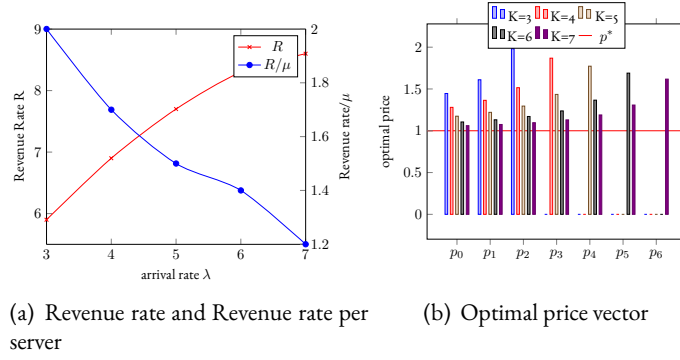 9
8
7
6
Revenue Rate R
3
4
5
6
7
arrival rate λ
2
1.8
1.6
1.4
1.2
Revenue rate/μ
R
R/μ
(a) Revenue rate and Revenue rate per
server
K=3 K=4 K=5
K=6 K=7 — p*
2
1.5
1
0.5
0
optimal price
p0 p1 p2 p3 p4 p5 p6
(b) Optimal price vector